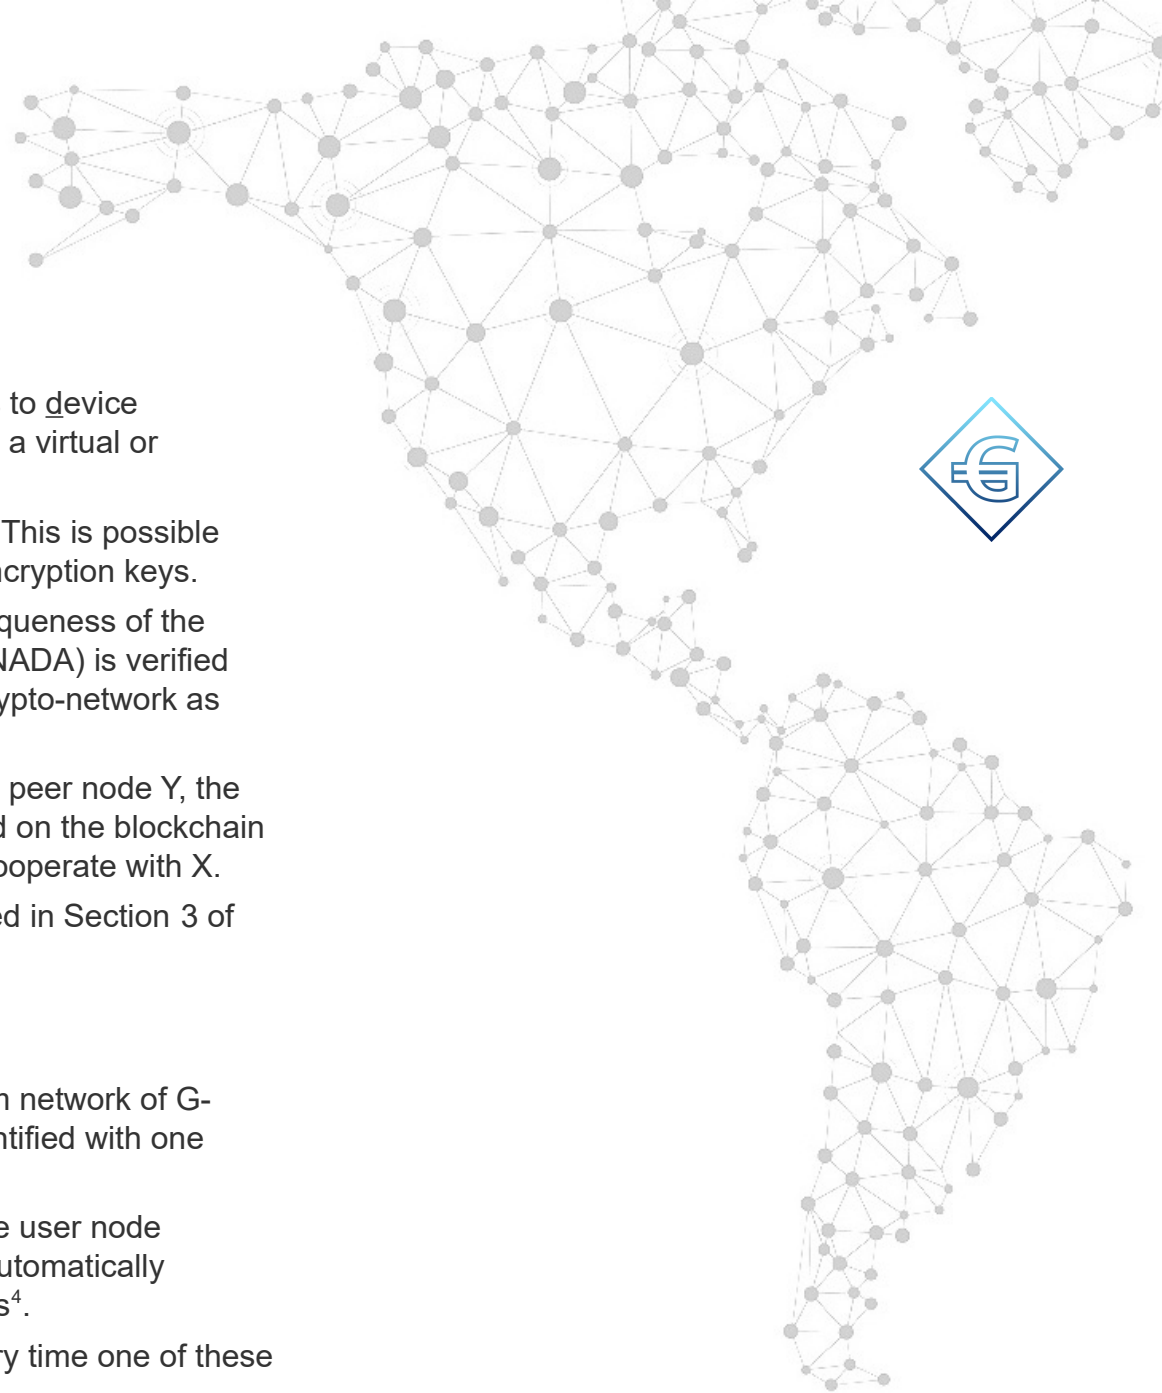 to device
a virtual or
This is possible
ncryption keys.
queness of the
NADA) is verified
ypto-network as
peer node Y, the
d on the blockchain
ooperate with X.
ed in Section 3 of
n network of G-
ntified with one
e user node
utomatically
s⁴.
ry time one of these